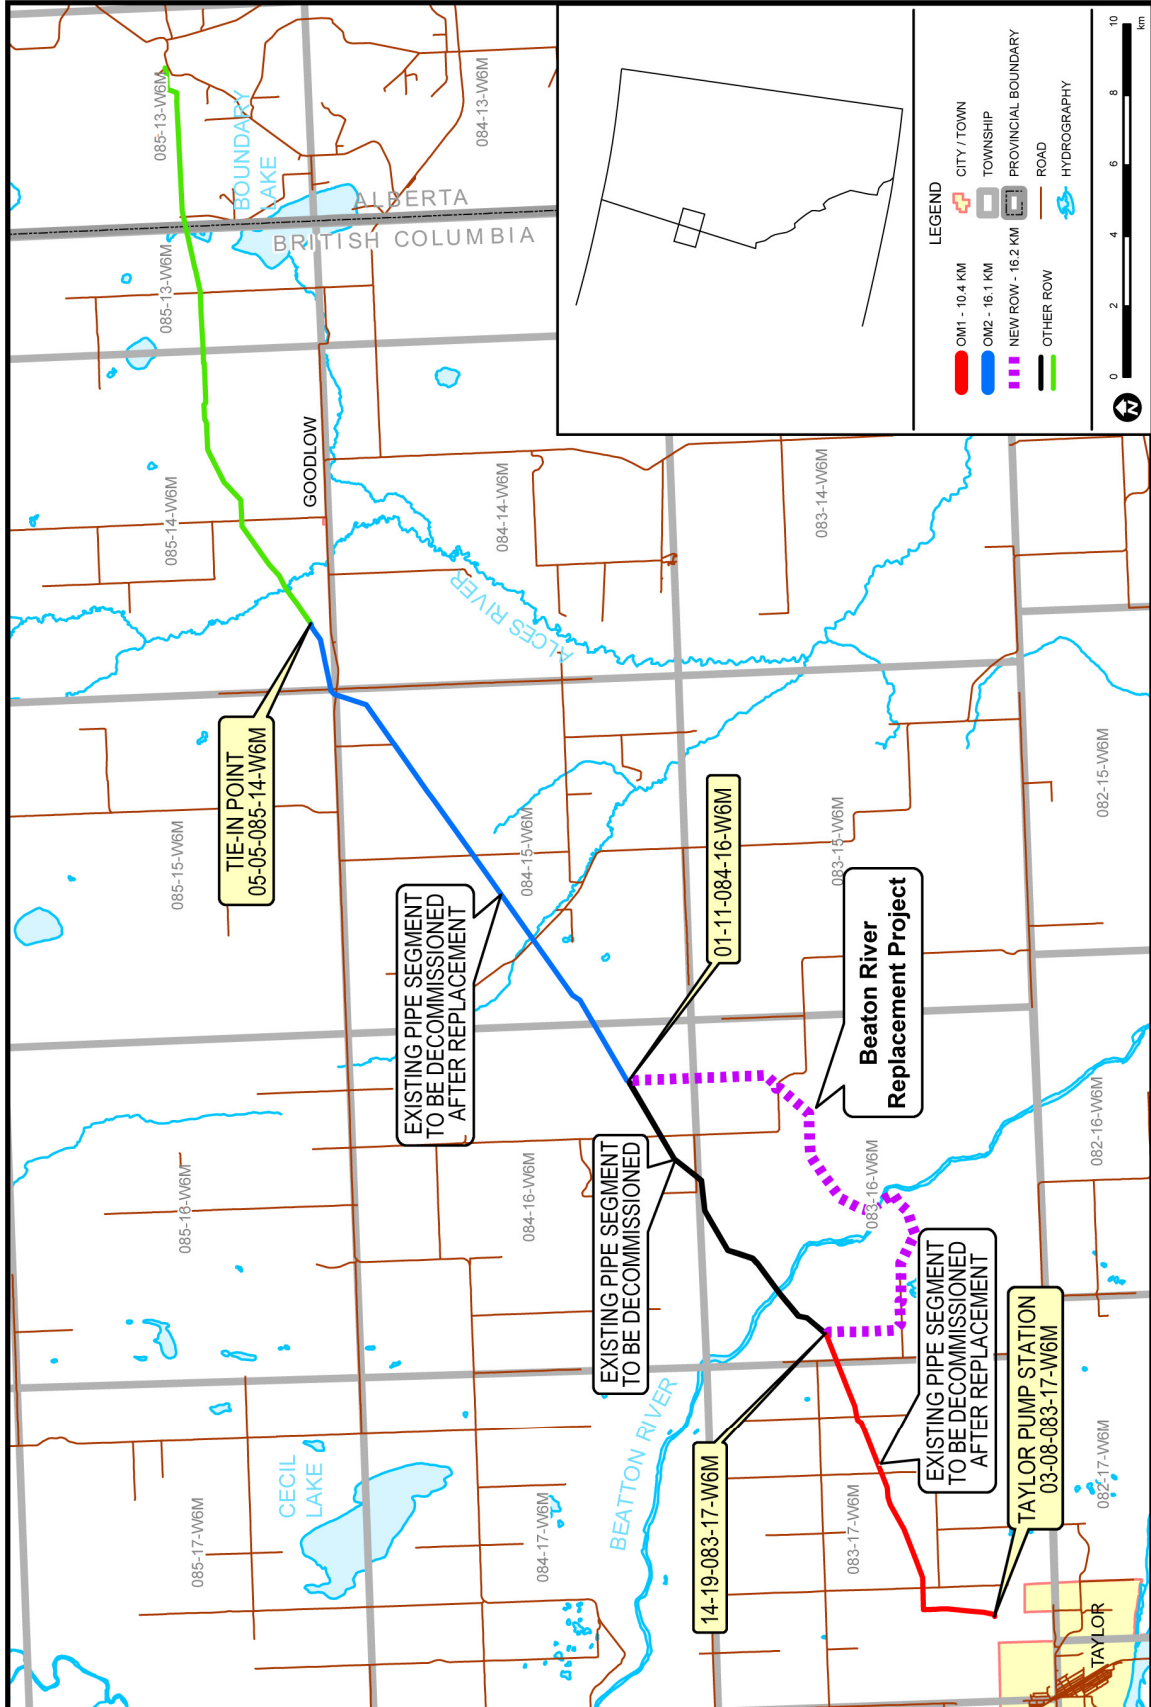 085-17-W6M
085-16-W6M
085-15-W6M
085-14-W6M
085-13-W6M
085-13-W6M
CECIL
LAKE
TIE-IN POINT
05-05-085-14-W6M
GOODLOW
BOUNDARY
LAKE
BRITISH COLUMBIA
ALBERTA
084-17-W6M
084-16-W6M
084-15-W6M
084-14-W6M
084-13-W6M
EXISTING PIPE SEGMENT
TO BE DECOMMISSIONED
AFTER REPLACEMENT
ALCES RIVER
BEATTON RIVER
EXISTING PIPE SEGMENT
TO BE DECOMMISSIONED
01-11-084-16-W6M
14-19-083-17-W6M
083-17-W6M
083-16-W6M
083-15-W6M
083-14-W6M
Beaton River
Replacement Project
EXISTING PIPE SEGMENT
TO BE DECOMMISSIONED
AFTER REPLACEMENT
TAYLOR PUMP STATION
03-08-083-17-W6M
TAYLOR
082-17-W6M
082-16-W6M
082-15-W6M
LEGEND
OM1 - 10.4 KM
OM2 - 16.1 KM
NEW ROW - 16.2 KM
OTHER ROW
CITY / TOWN
TOWNSHIP
PROVINCIAL BOUNDARY
ROAD
HYDROGRAPHY
N
0 2 4 6 8 10
km